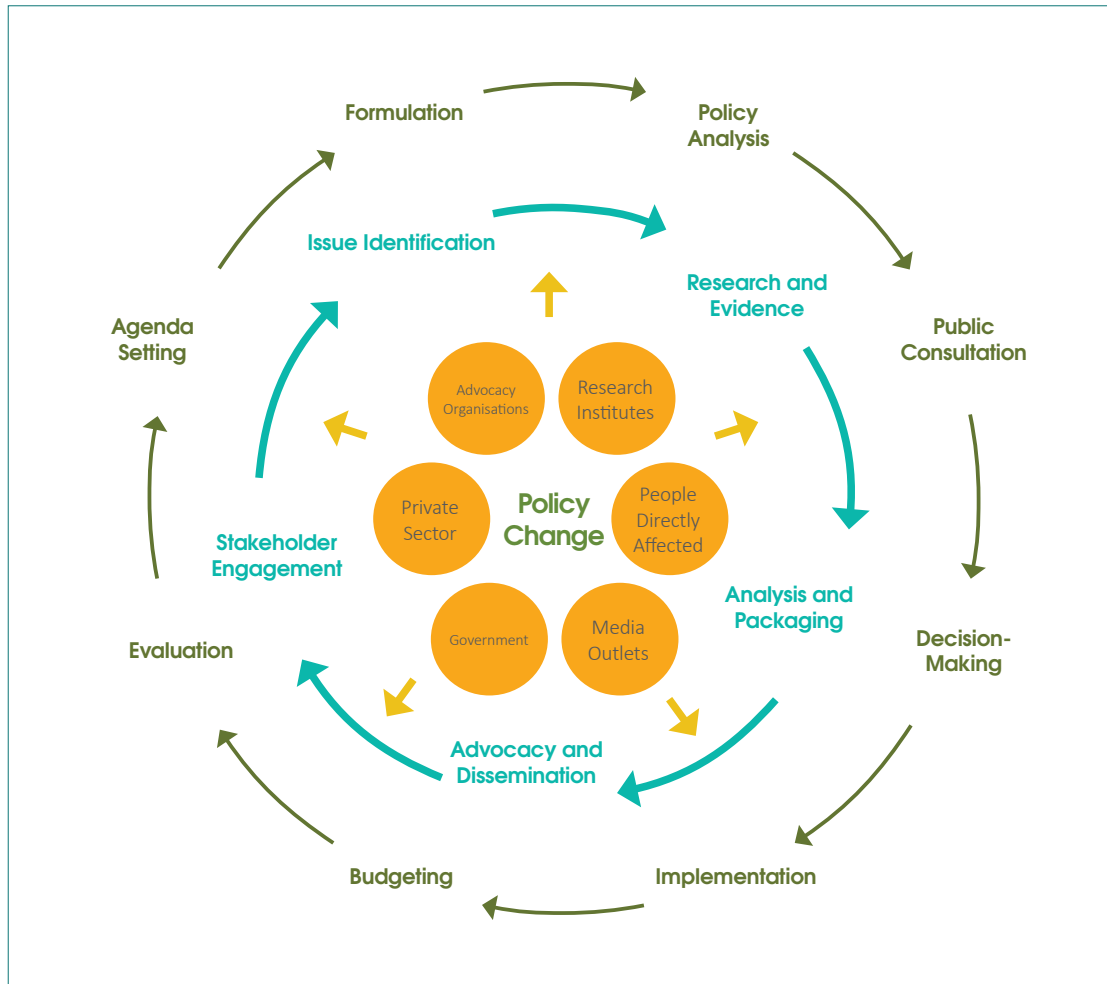 Formulation
Policy
Analysis
Public
Consultation
Decision-
Making
Implementation
Budgeting
Evaluation
Agenda
Setting
Issue Identification
Research and
Evidence
Analysis and
Packaging
Advocacy and
Dissemination
Stakeholder
Engagement
Advocacy
Organisations
Research
Institutes
People
Directly
Affected
Media
Outlets
Government
Private
Sector
Policy
Change